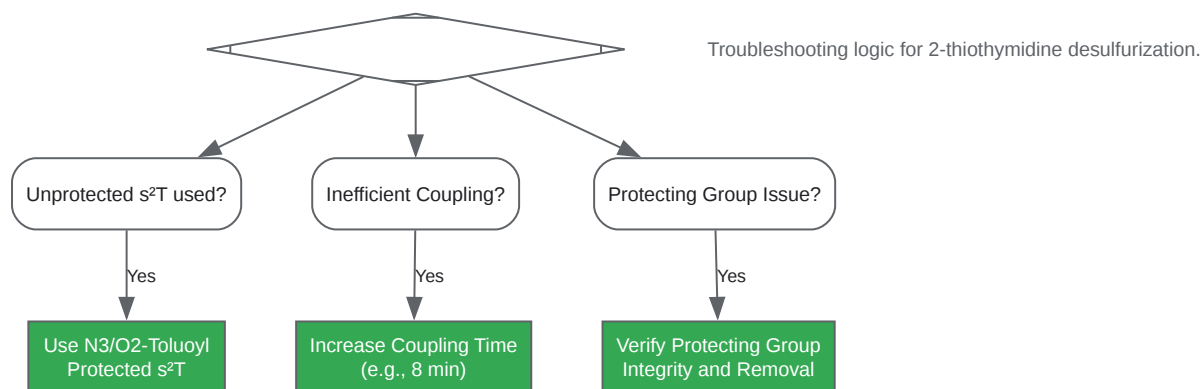 Troubleshooting logic for 2-thiothymidine desulfurization.
Unprotected s²T used?
Inefficient Coupling?
Protecting Group Issue?
Yes
Yes
Yes
Use N3/O2-Toluoyl
Protected s²T
Increase Coupling Time
(e.g., 8 min)
Verify Protecting Group
Integrity and Removal